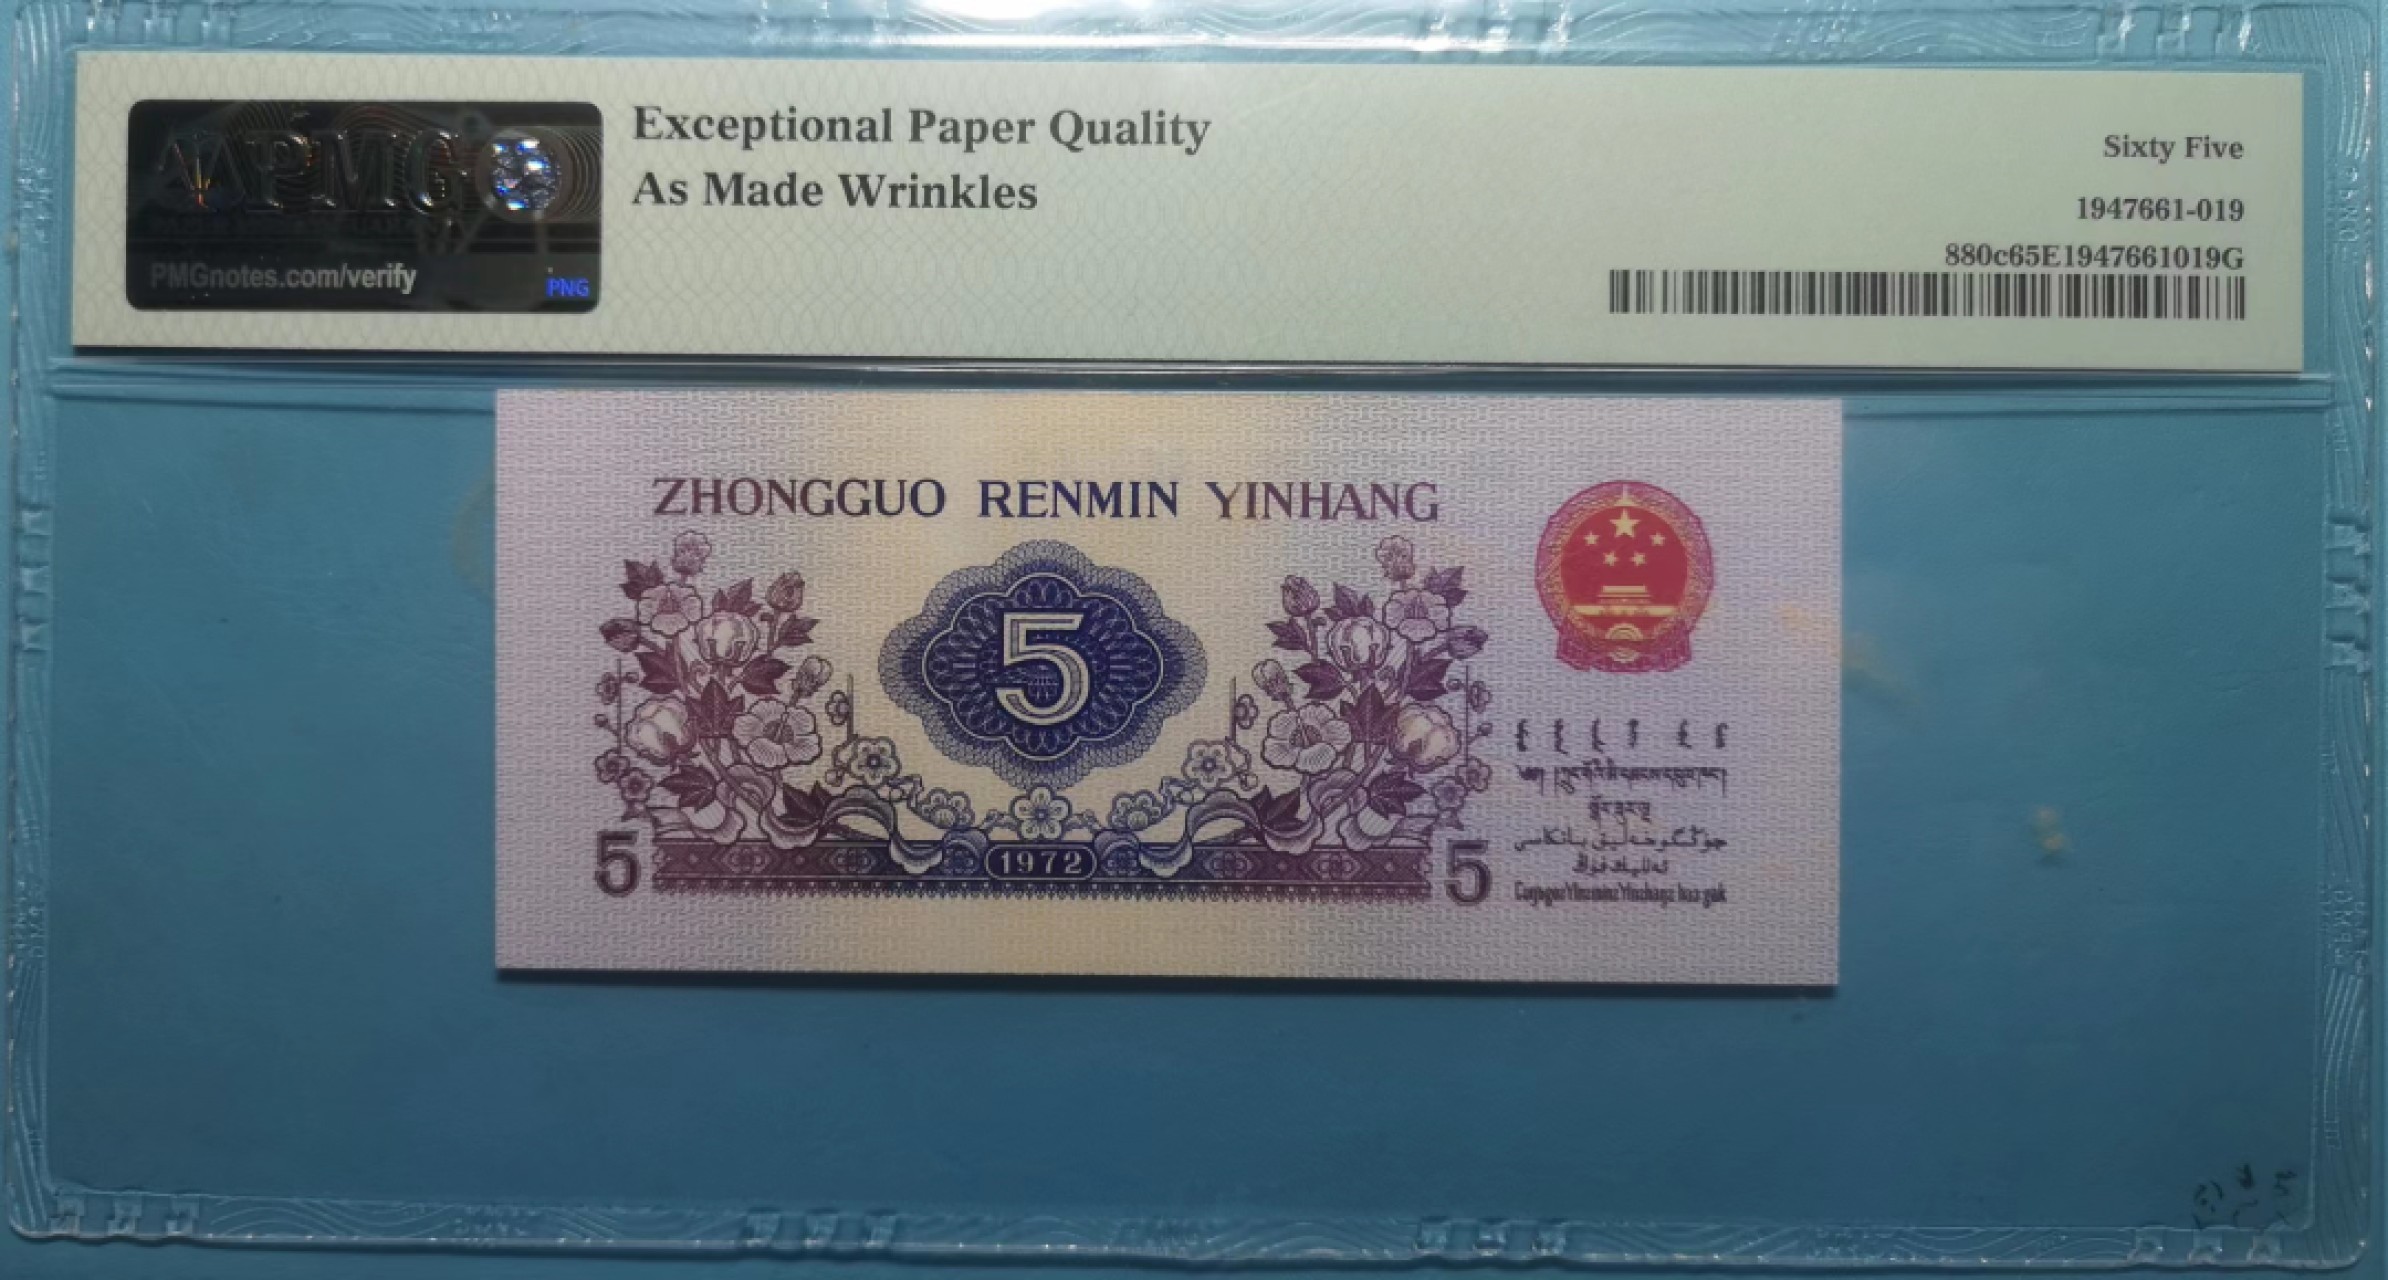 PMG
PMGnotes.com/verify
PNG
Exceptional Paper Quality
As Made Wrinkles
Sixty Five
1947661-019
880c65E1947661019G
ZHONGGUO RENMIN YINHANG
5
5
1972
5